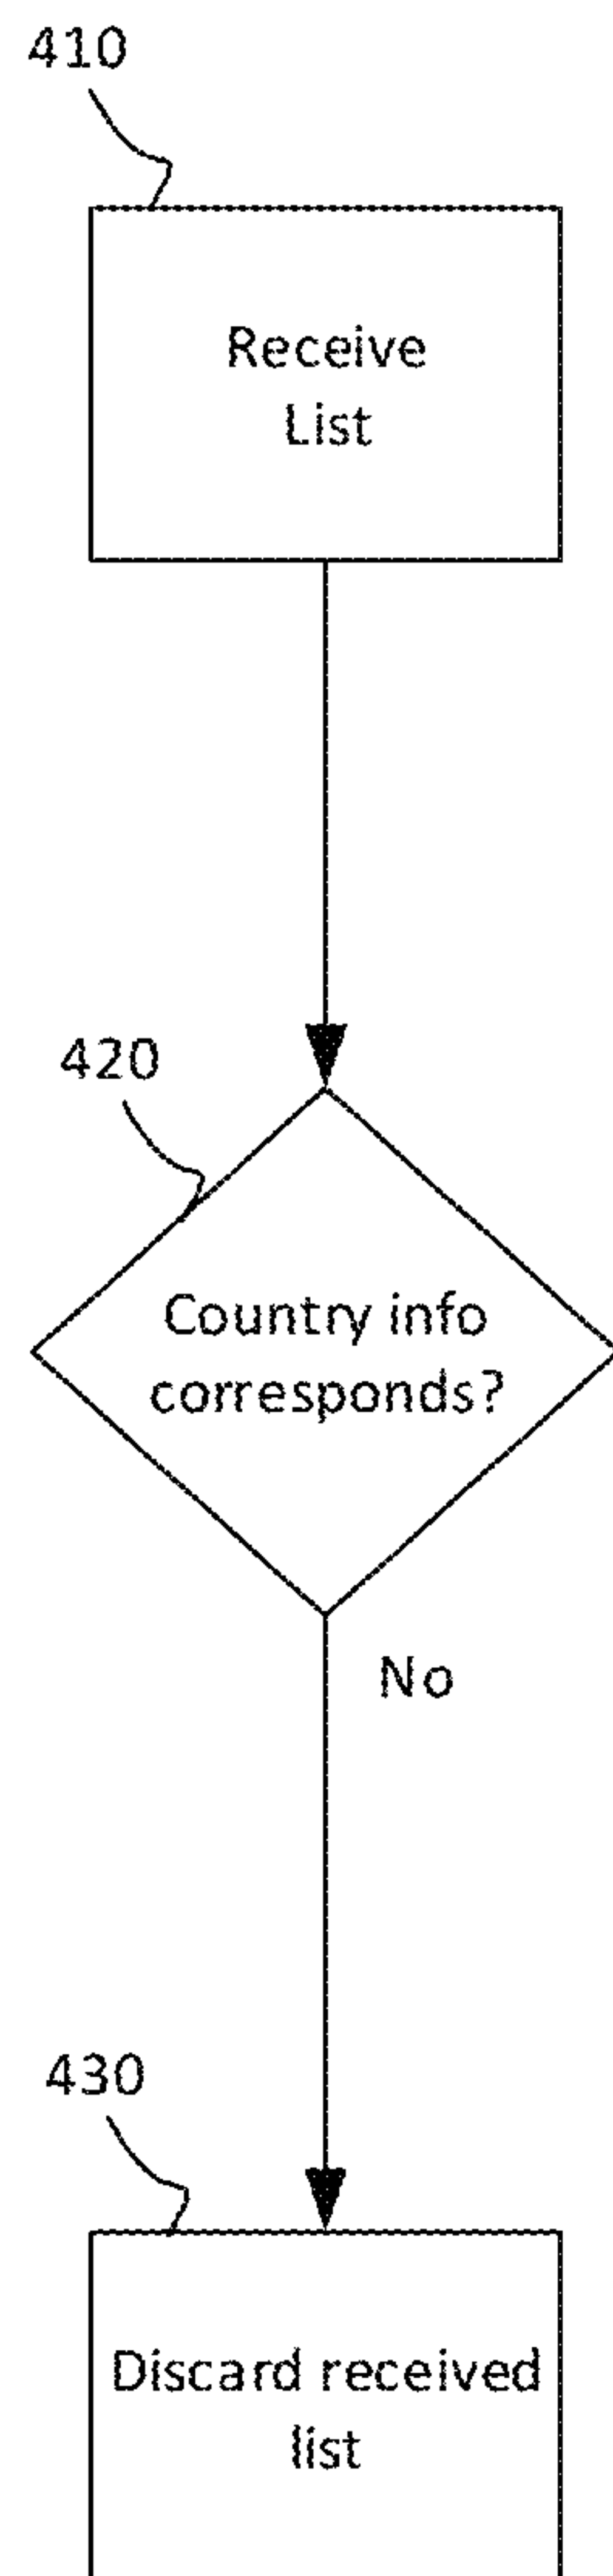 410
Receive
List
420
Country info
corresponds?
No
430
Discard received
list